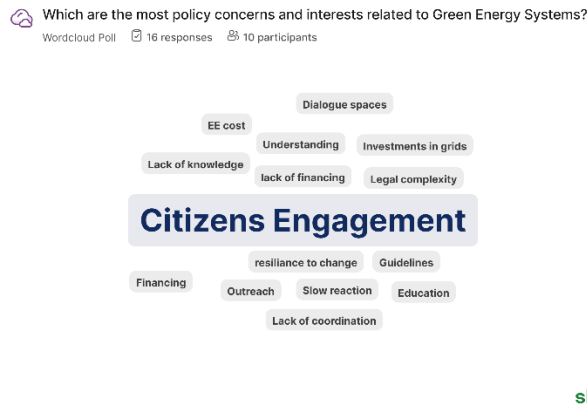 Which are the most policy concerns and interests related to Green Energy Systems?
Wordcloud Poll 16 responses 10 participants
Dialogue spaces
EE cost
Understanding
Investments in grids
Lack of knowledge
lack of financing
Legal complexity
Citizens Engagement
resiliance to change
Guidelines
Financing
Outreach
Slow reaction
Education
Lack of coordination